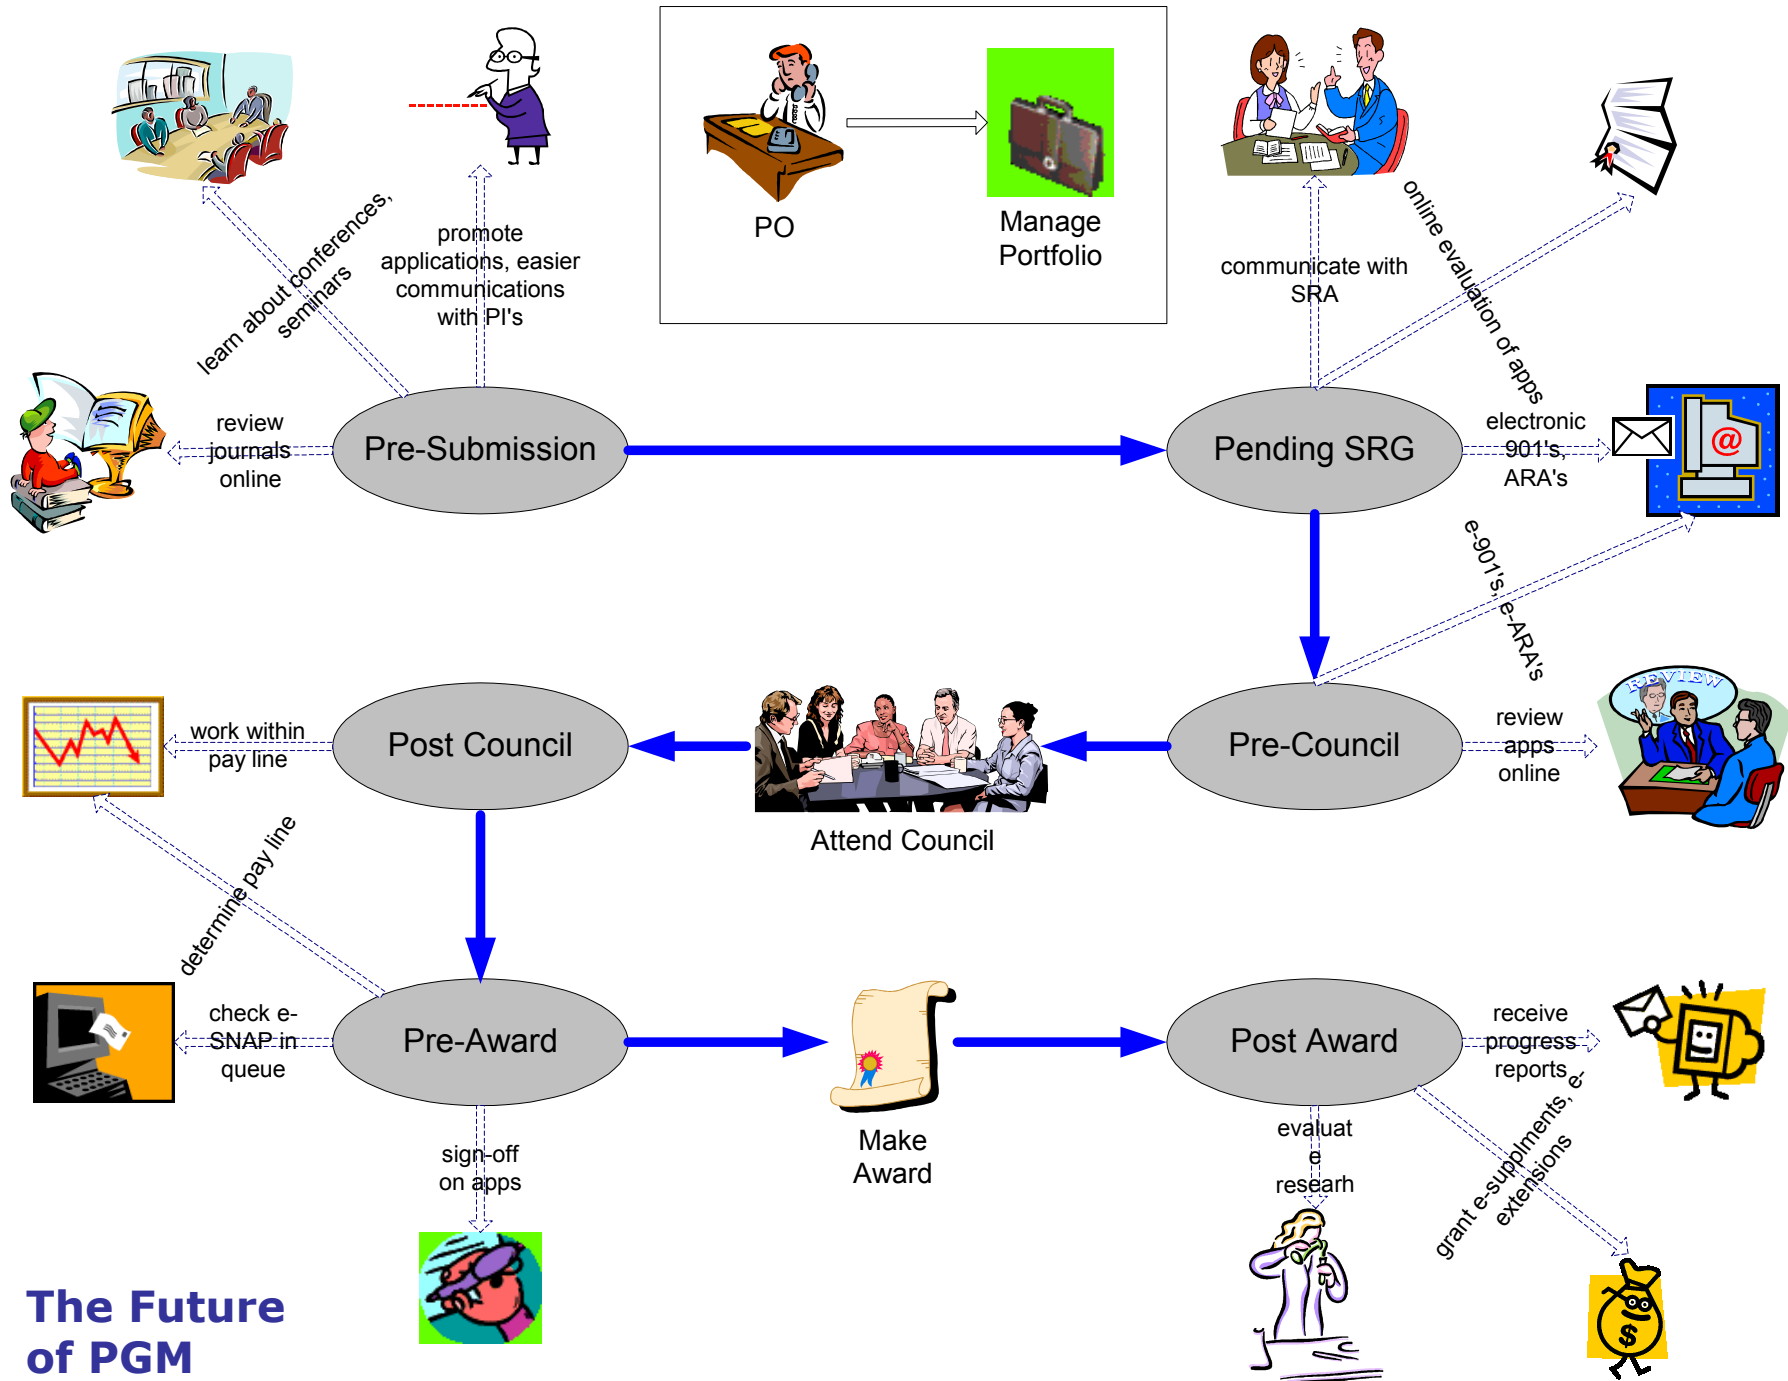 PO
Manage
Portfolio
learn about conferences,
seminars
promote
applications, easier
communications
with PI's
communicate with
SRA
online evaluation of apps
review
journals
online
Pre-Submission
Pending SRG
electronic
901's,
ARA's
@
e-901's, e-ARA's
work within
pay line
Post Council
Attend Council
Pre-Council
review
apps
online
REVIEW
determine pay line
check e-
SNAP in
queue
Pre-Award
Make
Award
Post Award
receive
progress
reports
sign-off
on apps
evaluat
e
researh
grant e-supplments, e-
extensions
$
The Future
of PGM